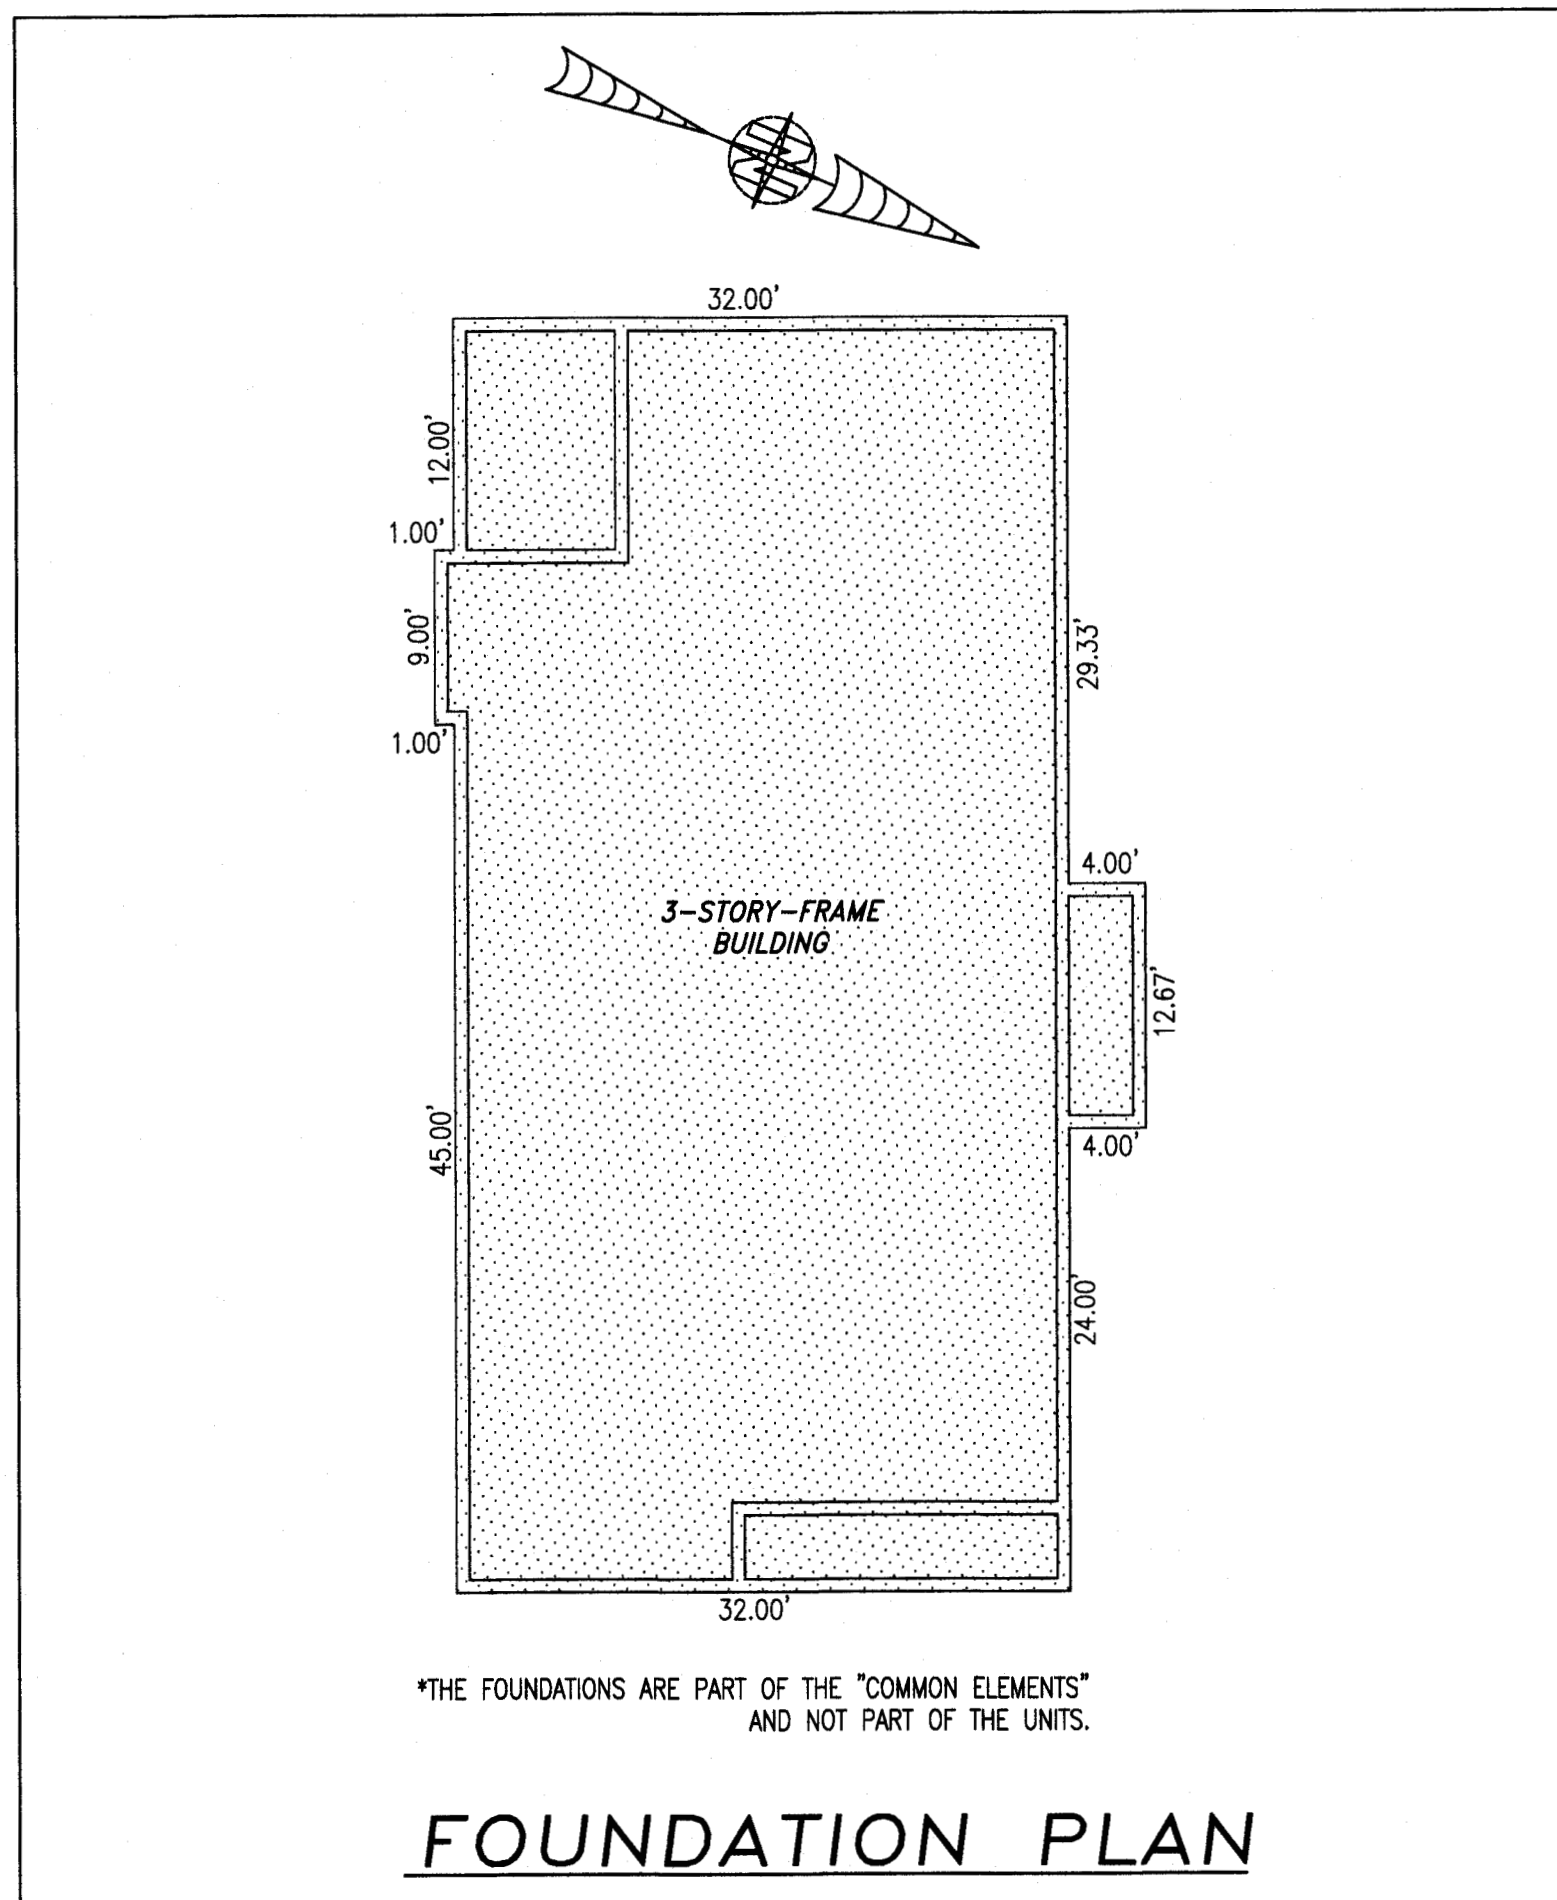 32.00'
12.00'
1.00'
9.00'
1.00'
29.33'
4.00'
3-STORY-FRAME
BUILDING
12.67'
4.00'
45.00'
24.00'
32.00'
*THE FOUNDATIONS ARE PART OF THE "COMMON ELEMENTS"
AND NOT PART OF THE UNITS.
FOUNDATION PLAN